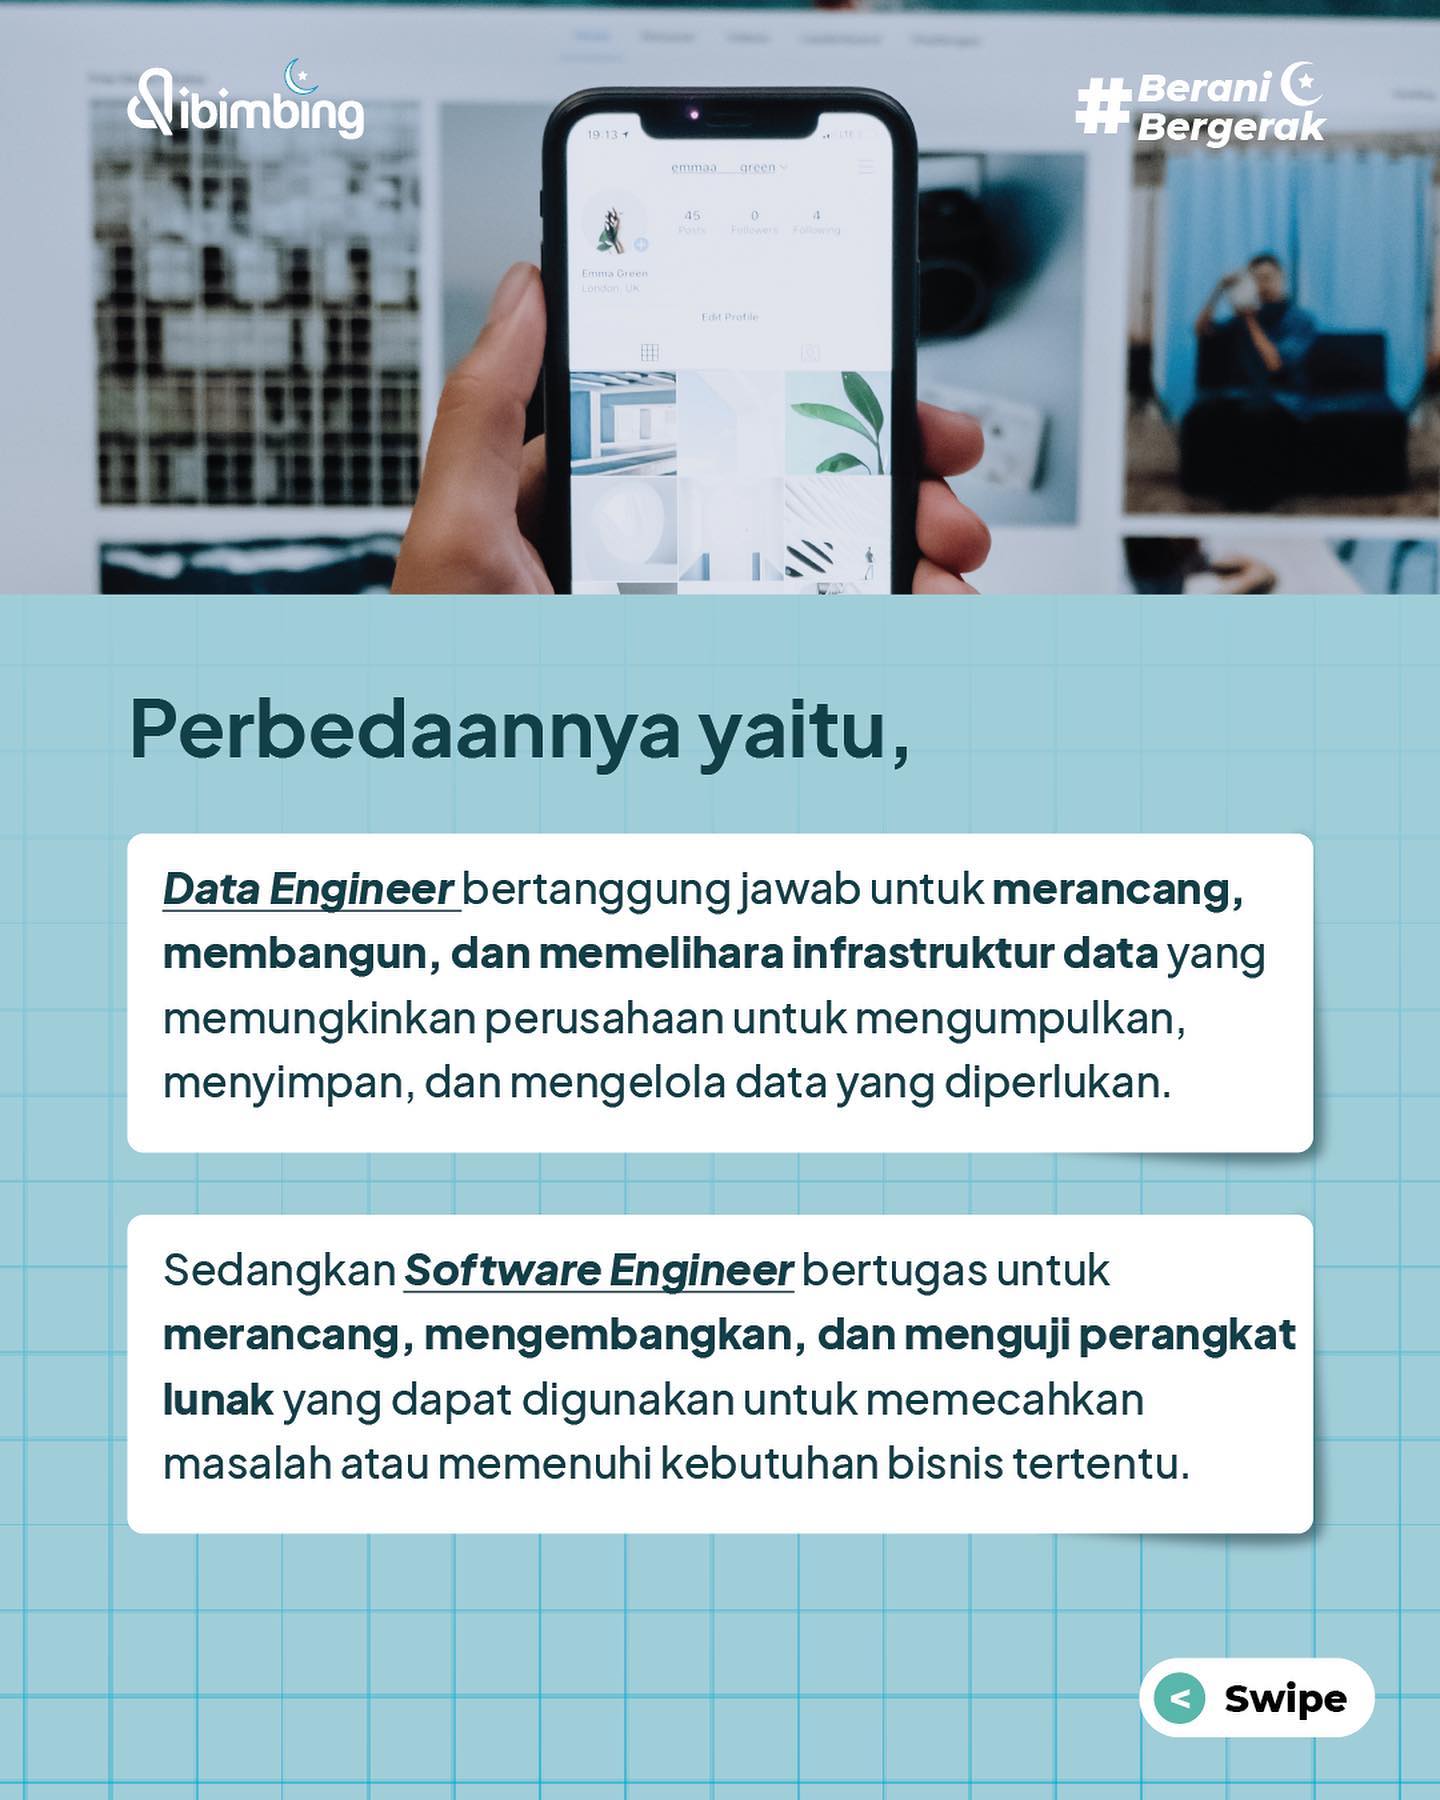 dibimbing
#Berani
Bergerak
19:13
LTE
emmaa__green
45
0
4
Posts
Followers
Following
Emma Green
London, UK
Edit Profile
Perbedaannya yaitu,
Data Engineer bertanggung jawab untuk merancang,
membangun, dan memelihara infrastruktur data yang
memungkinkan perusahaan untuk mengumpulkan,
menyimpan, dan mengelola data yang diperlukan.
Sedangkan Software Engineer bertugas untuk
merancang, mengembangkan, dan menguji perangkat
lunak yang dapat digunakan untuk memecahkan
masalah atau memenuhi kebutuhan bisnis tertentu.
< Swipe